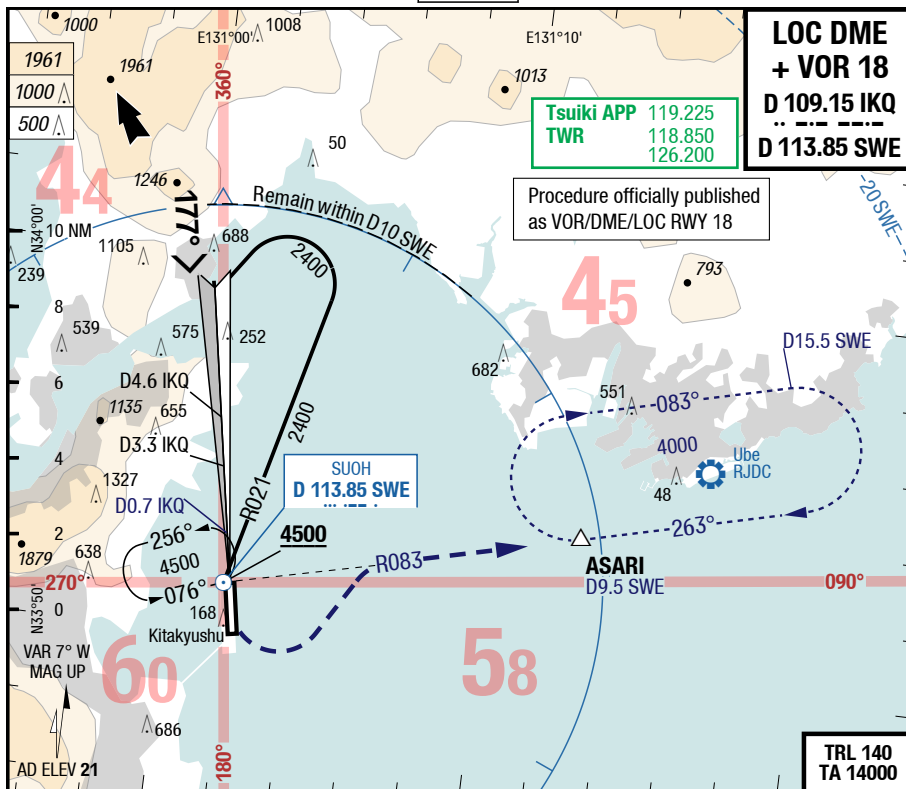 1000
1008
E131°00'
E131°10'
LOC DME
+ VOR 18
D 109.15 IKQ
D 113.85 SWE
1961
1000
500
1961
360°
1013
Tsuiki APP 119.225
TWR 118.850
126.200
50
Procedure officially published
as VOR/DME/LOC RWY 18
44
1246
177°
Remain within D10 SWE
20 SWE
N34°00'
10 NM
1105
688
2400
239
793
45
8
539
575
252
682
D15.5 SWE
6
D4.6 IKQ
551
083°
1135
655
2400
4000
D3.3 IKQ
4
Ube
RJDC
SUOH
D 113.85 SWE
1327
R021
48
D0.7 IKQ
263°
2
256°
4500
1879
638
4500
R083
ASARI
D9.5 SWE
270°
076°
090°
N33°50'
0
168
Kitakyushu
VAR 7° W
MAG UP
60
58
686
180°
AD ELEV 21
TRL 140
TA 14000